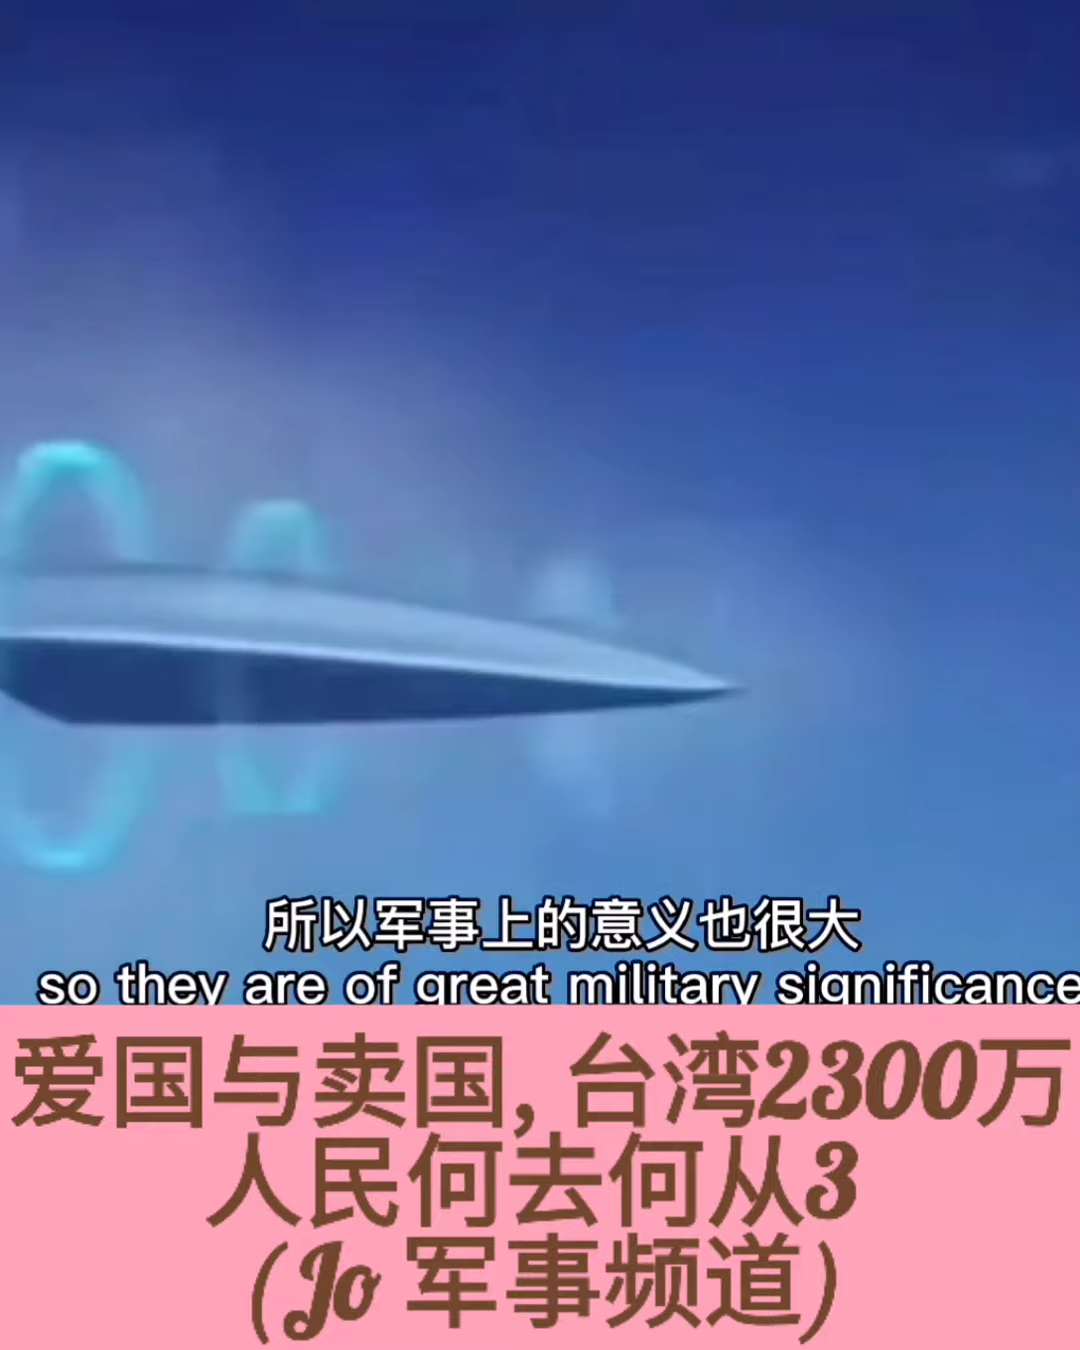 所以军事上的意义也很大
so they are of great military significance
爱国与卖国，台湾2300万
人民何去何从3
(Jo 军事频道)